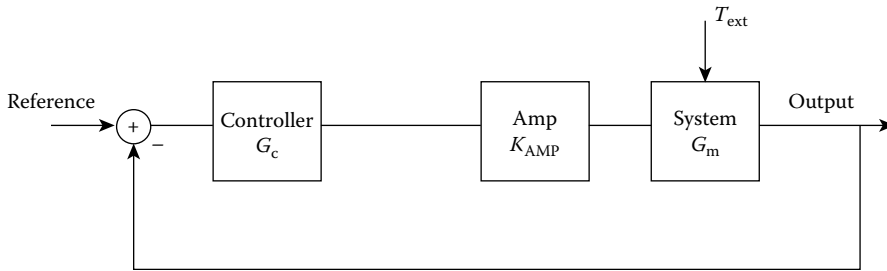 T_ext
Reference
Output
+
−
Controller
G_c
Amp
K_AMP
System
G_m